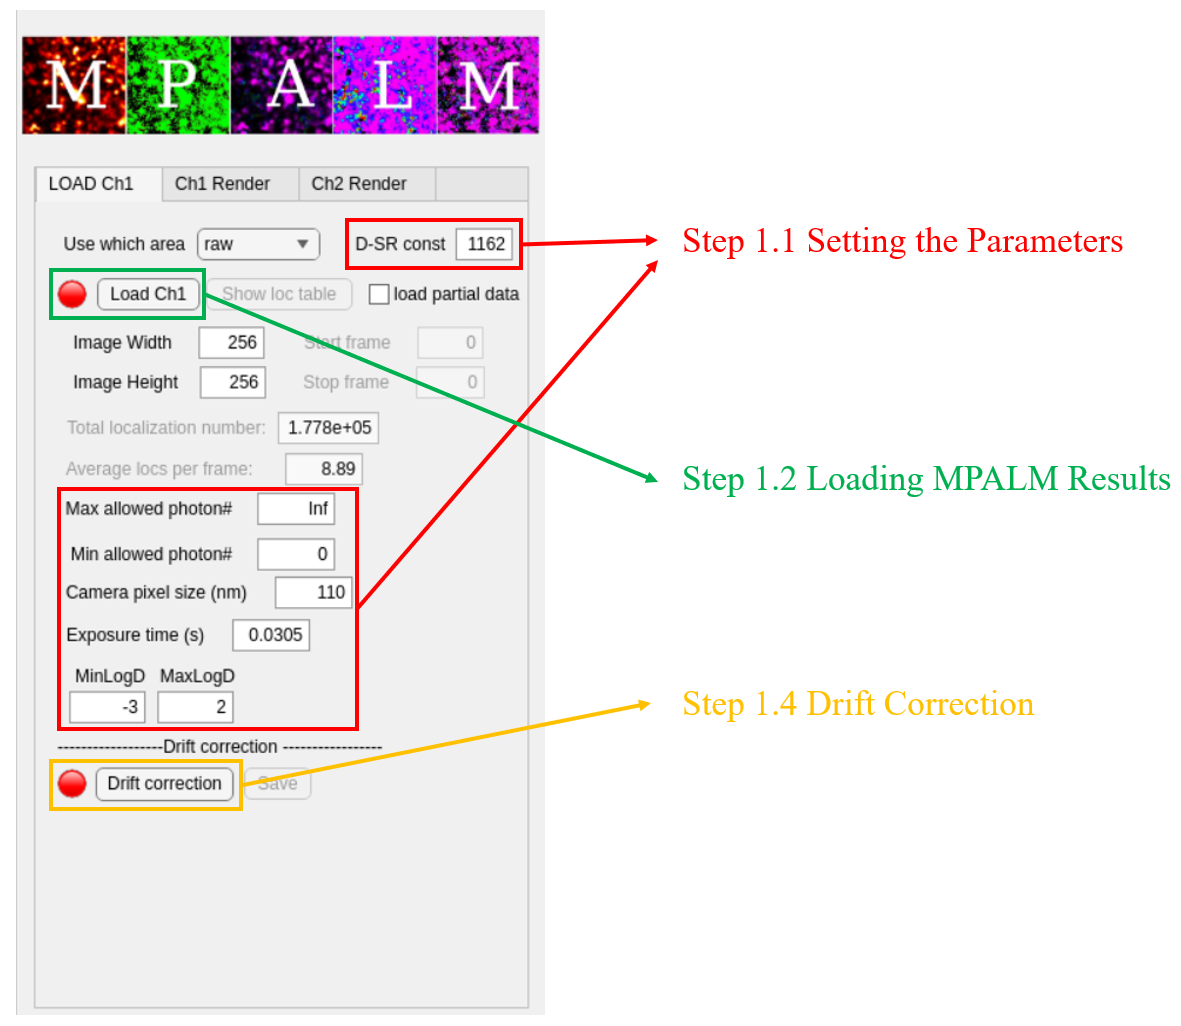 M P A L M
LOAD Ch1 Ch1 Render Ch2 Render
Use which area raw D-SR const 1162
Step 1.1 Setting the Parameters
Load Ch1 Show loc table load partial data
Image Width 256 Start frame 0
Image Height 256 Stop frame 0
Total localization number: 1.778e+05
Average locs per frame: 8.89
Step 1.2 Loading MPALM Results
Max allowed photon# Inf
Min allowed photon# 0
Camera pixel size (nm) 110
Exposure time (s) 0.0305
MinLogD MaxLogD
-3 2
Step 1.4 Drift Correction
------------------Drift correction -----------------
Drift correction Save